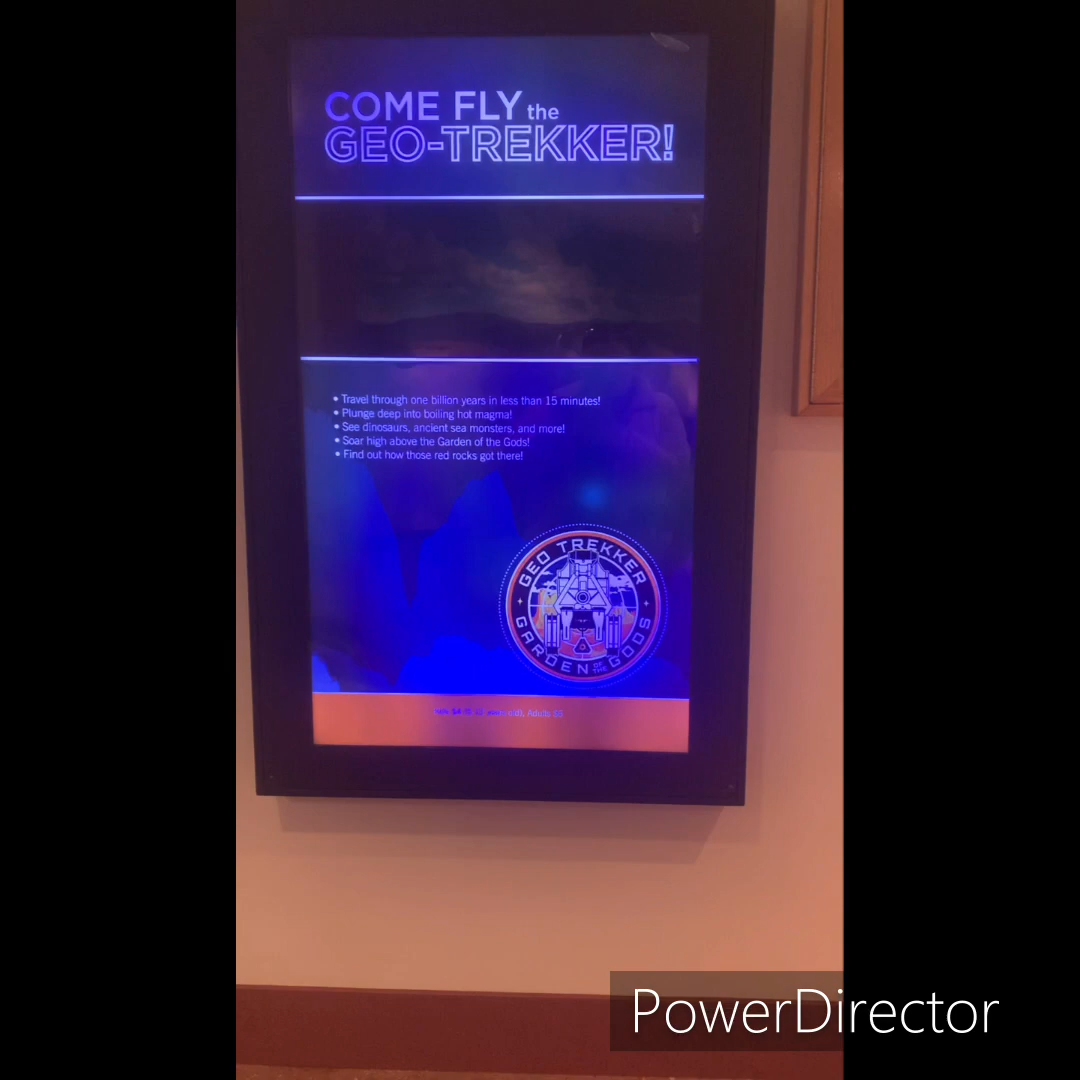 COME FLY the
GEO-TREKKER!
• Travel through one billion years in less than 15 minutes!
• Plunge deep into boiling hot magma!
• See dinosaurs, ancient sea monsters, and more!
• Soar high above the Garden of the Gods!
• Find out how those red rocks got there!
GEO TREKKER
GARDEN OF THE GODS
Adults
PowerDirector